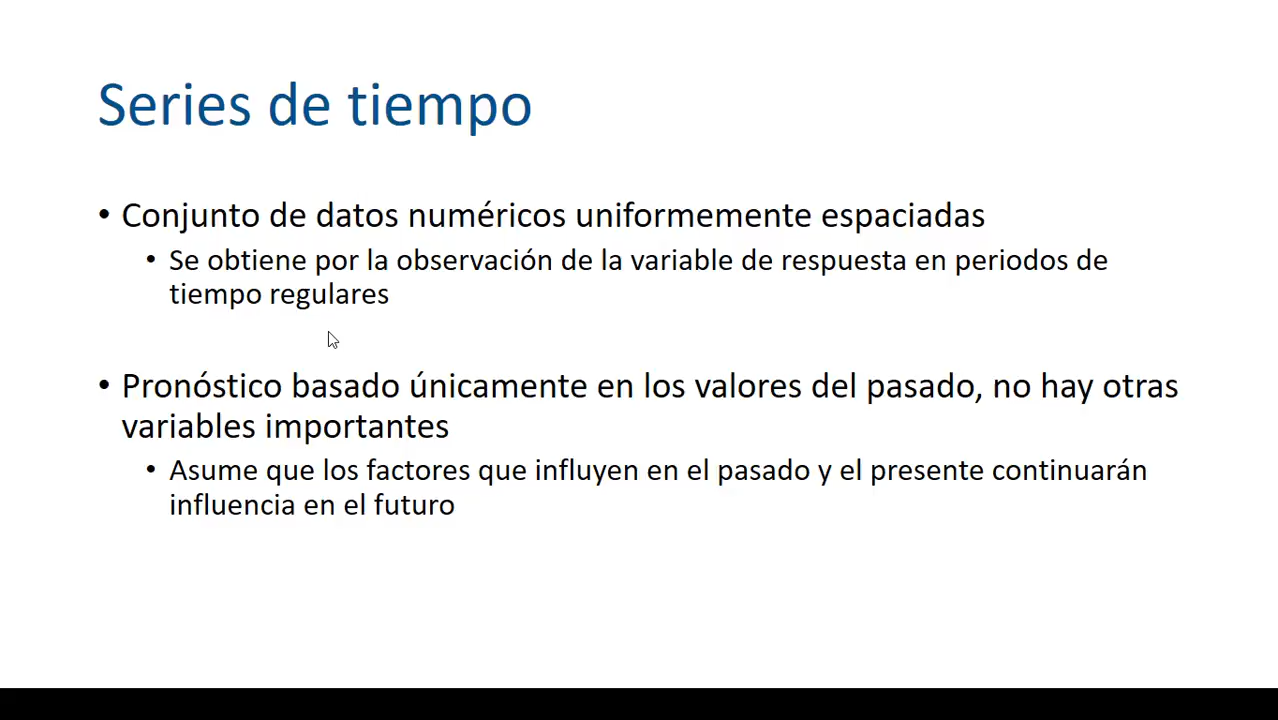 Series de tiempo
• Conjunto de datos numéricos uniformemente espaciadas
• Se obtiene por la observación de la variable de respuesta en periodos de
tiempo regulares
• Pronóstico basado únicamente en los valores del pasado, no hay otras
variables importantes
• Asume que los factores que influyen en el pasado y el presente continuarán
influencia en el futuro